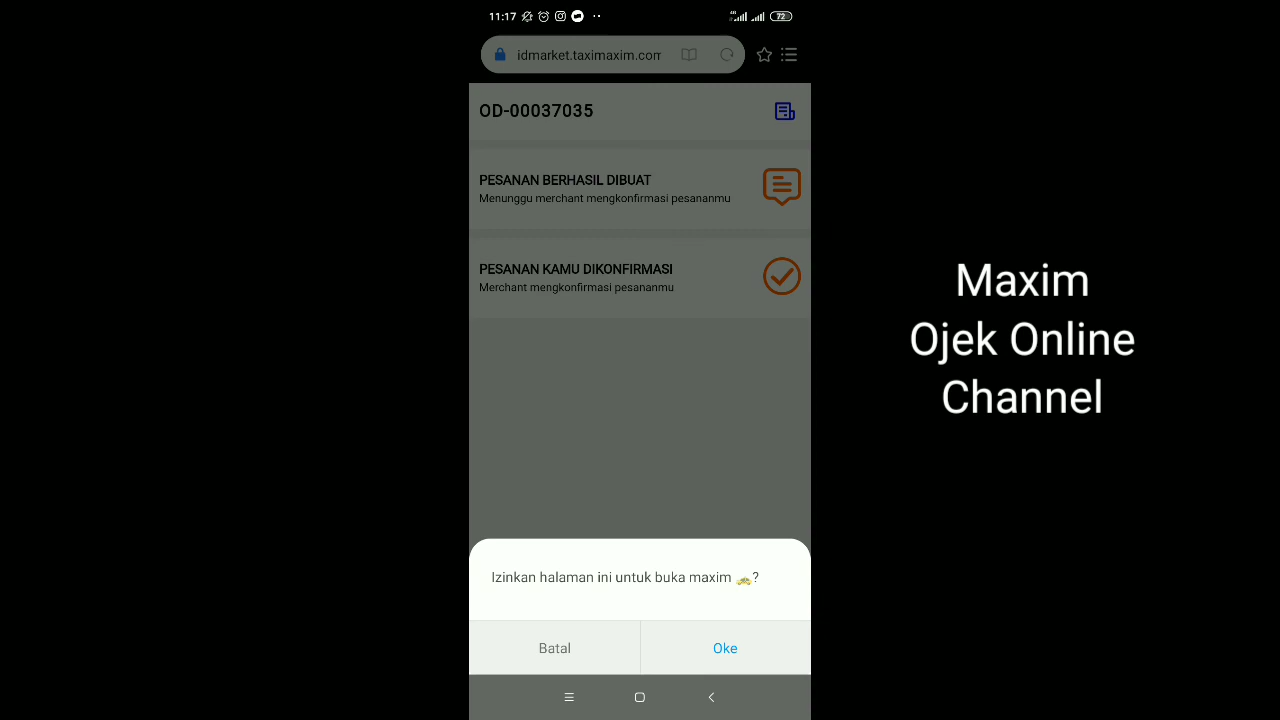 11:17
72
idmarket.taximaxim.com
OD-00037035
PESANAN BERHASIL DIBUAT
Menunggu merchant mengkonfirmasi pesananmu
PESANAN KAMU DIKONFIRMASI
Merchant mengkonfirmasi pesananmu
Izinkan halaman ini untuk buka maxim 🚕?
Batal
Oke
Maxim
Ojek Online
Channel